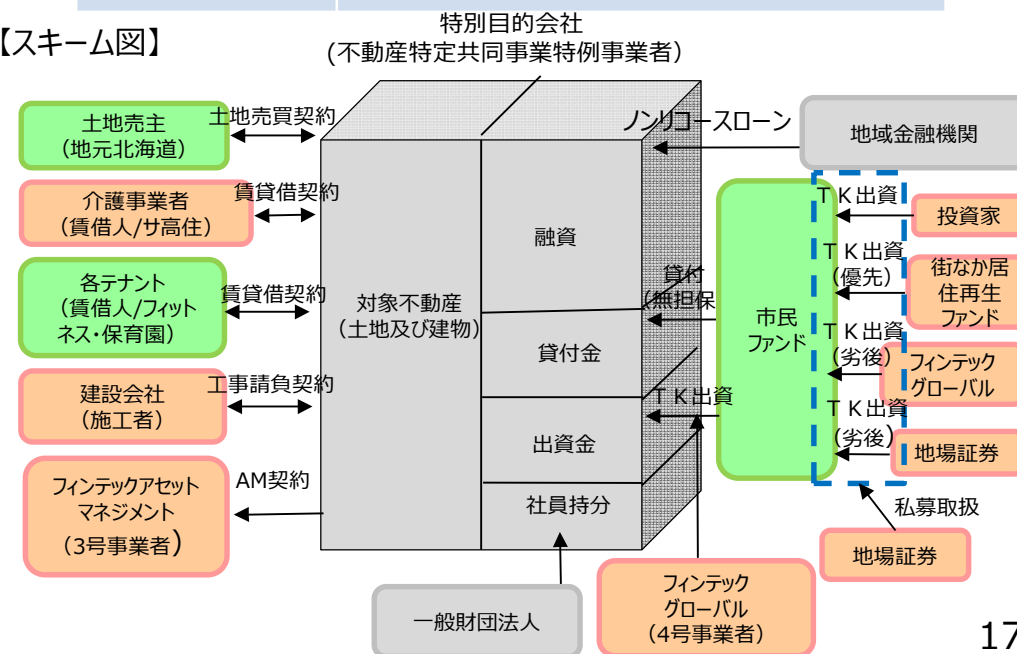 特別目的会社
(不動産特定共同事業特例事業者)
【スキーム図】
土地売主
(地元北海道)
土地売買契約
介護事業者
(賃借人/サ高住)
賃貸借契約
各テナント
(賃借人/フィット
ネス・保育園)
賃貸借契約
建設会社
(施工者)
工事請負契約
フィンテックアセット
マネジメント
(3号事業者)
AM契約
対象不動産
(土地及び建物)
融資
貸付金
出資金
社員持分
ノンリコースローン
地域金融機関
貸付
(無担保
TK出資
市民
ファンド
TK出資
投資家
TK出資
(優先)
街なか居
住再生
ファンド
TK出資
(劣後)
フィンテック
グローバル
TK出資
(劣後)
地場証券
私募取扱
地場証券
一般財団法人
フィンテック
グローバル
(4号事業者)
17